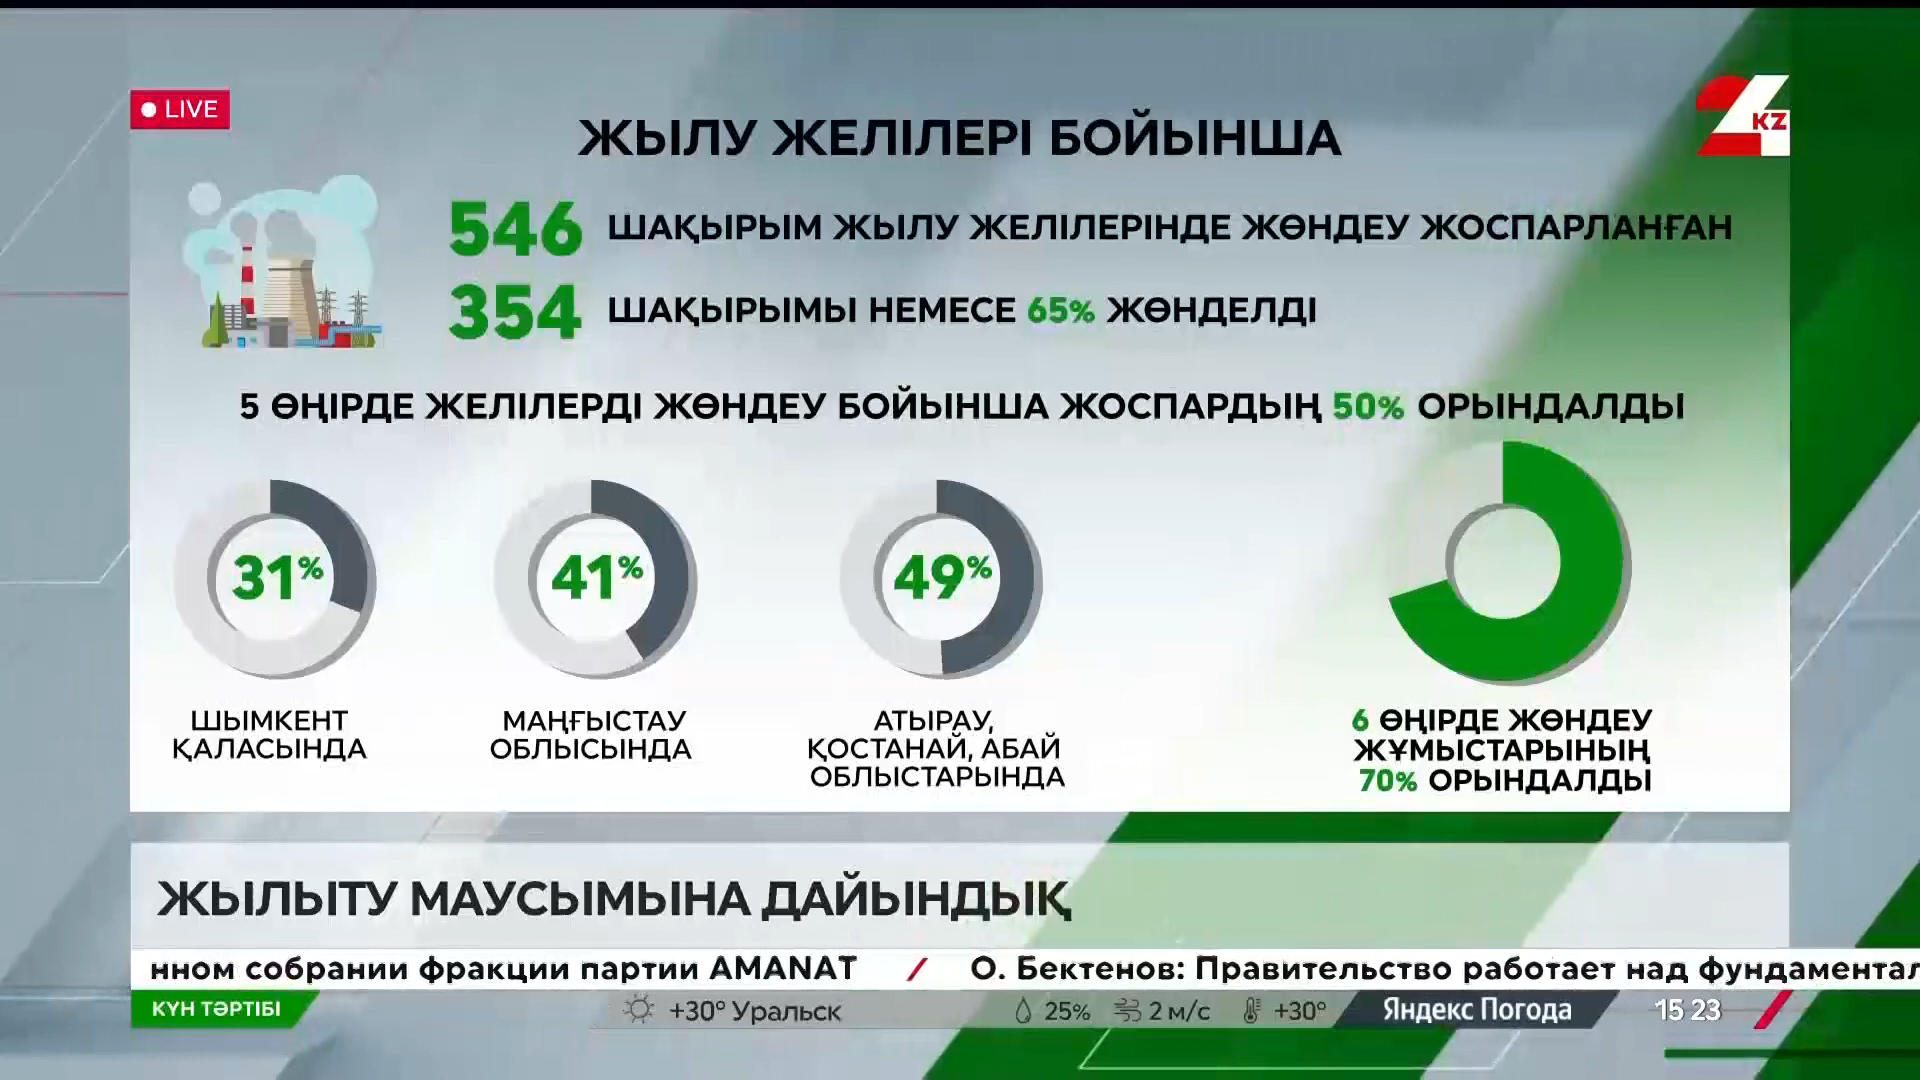 LIVE
24 KZ
ЖЫЛУ ЖЕЛІЛЕРІ БОЙЫНША
546 ШАҚЫРЫМ ЖЫЛУ ЖЕЛІЛЕРІНДЕ ЖӨНДЕУ ЖОСПАРЛАНҒАН
354 ШАҚЫРЫМЫ НЕМЕСЕ 65% ЖӨНДЕЛДІ
5 ӨҢІРДЕ ЖЕЛІЛЕРДІ ЖӨНДЕУ БОЙЫНША ЖОСПАРДЫҢ 50% ОРЫНДАЛДЫ
31%
ШЫМКЕНТ
ҚАЛАСЫНДА
41%
МАҢҒЫСТАУ
ОБЛЫСЫНДА
49%
АТЫРАУ,
ҚОСТАНАЙ, АБАЙ
ОБЛЫСТАРЫНДА
6 ӨҢІРДЕ ЖӨНДЕУ
ЖҰМЫСТАРЫНЫҢ
70% ОРЫНДАЛДЫ
ЖЫЛЫТУ МАУСЫМЫНА ДАЙЫНДЫҚ
нном собрании фракции партии AMANAT / О. Бектенов: Правительство работает над фундаментал
КҮН ТӘРТІБІ +30° Уральск 25% 2 м/с +30° Яндекс Погода 15 23